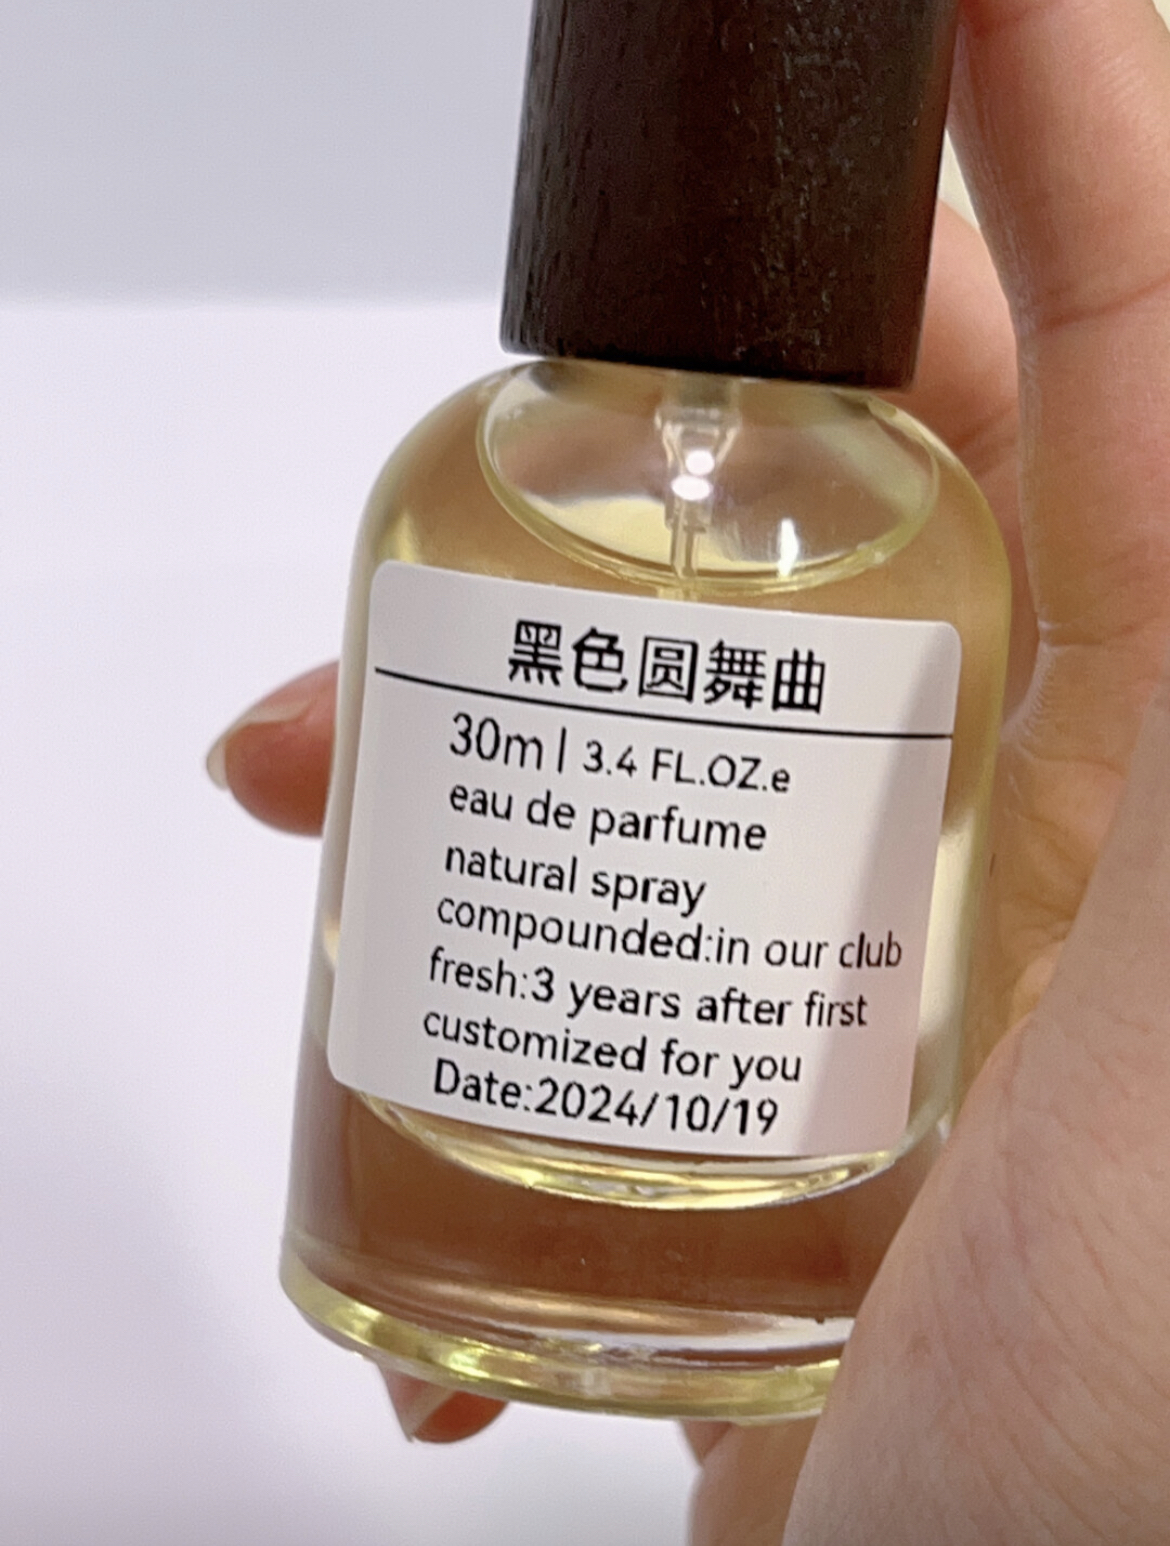 黑色圆舞曲
30ml 3.4 FL.OZ.e
eau de parfume
natural spray
compounded:in our club
fresh:3 years after first
customized for you
Date:2024/10/19